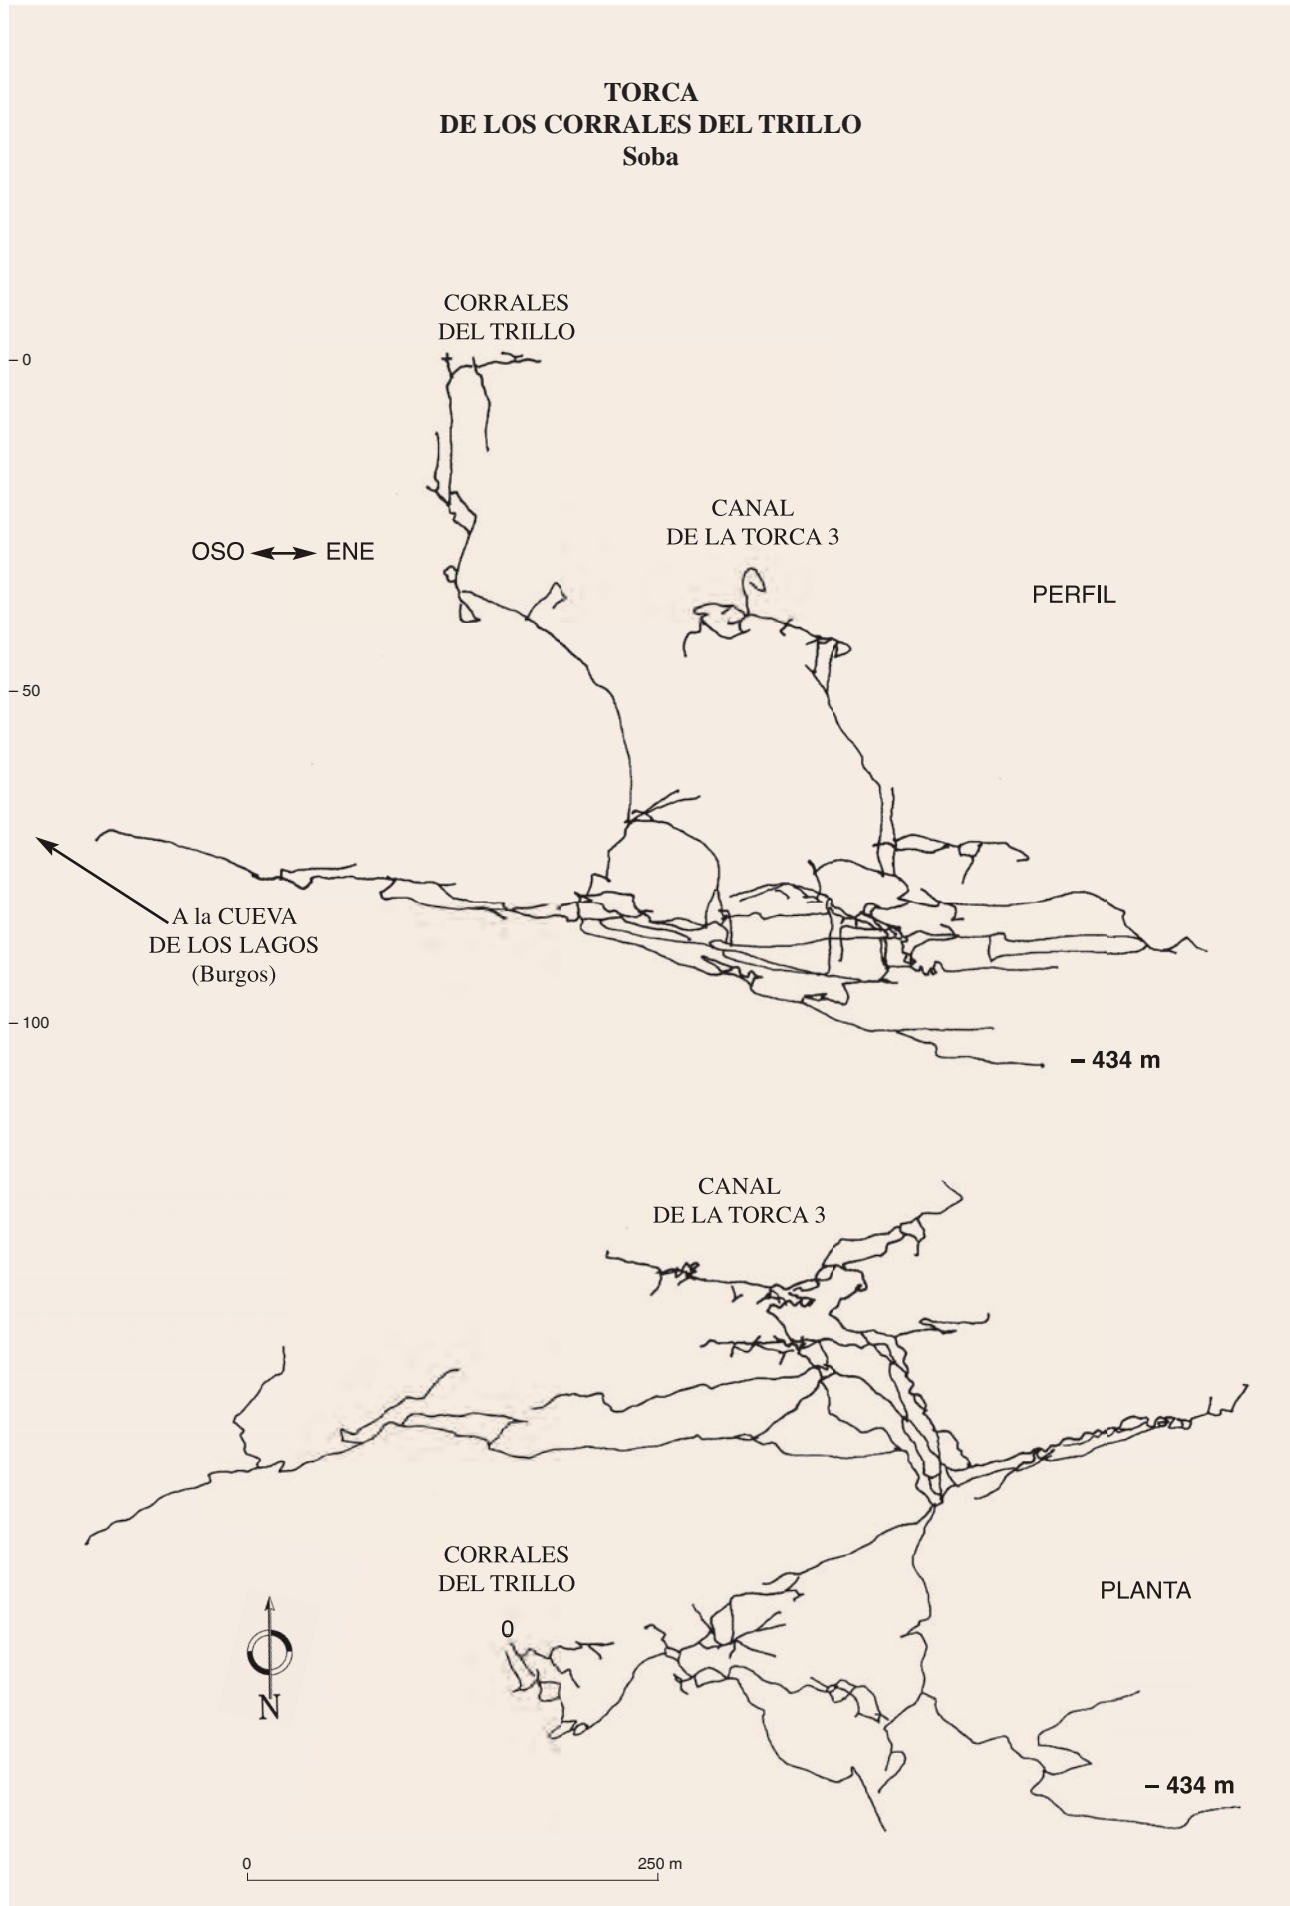 TORCA
DE LOS CORRALES DEL TRILLO
Soba
CORRALES
DEL TRILLO
– 0
CANAL
DE LA TORCA 3
OSO ENE
PERFIL
– 50
A la CUEVA
DE LOS LAGOS
(Burgos)
– 100
– 434 m
CANAL
DE LA TORCA 3
CORRALES
DEL TRILLO
PLANTA
0
N
– 434 m
0 250 m